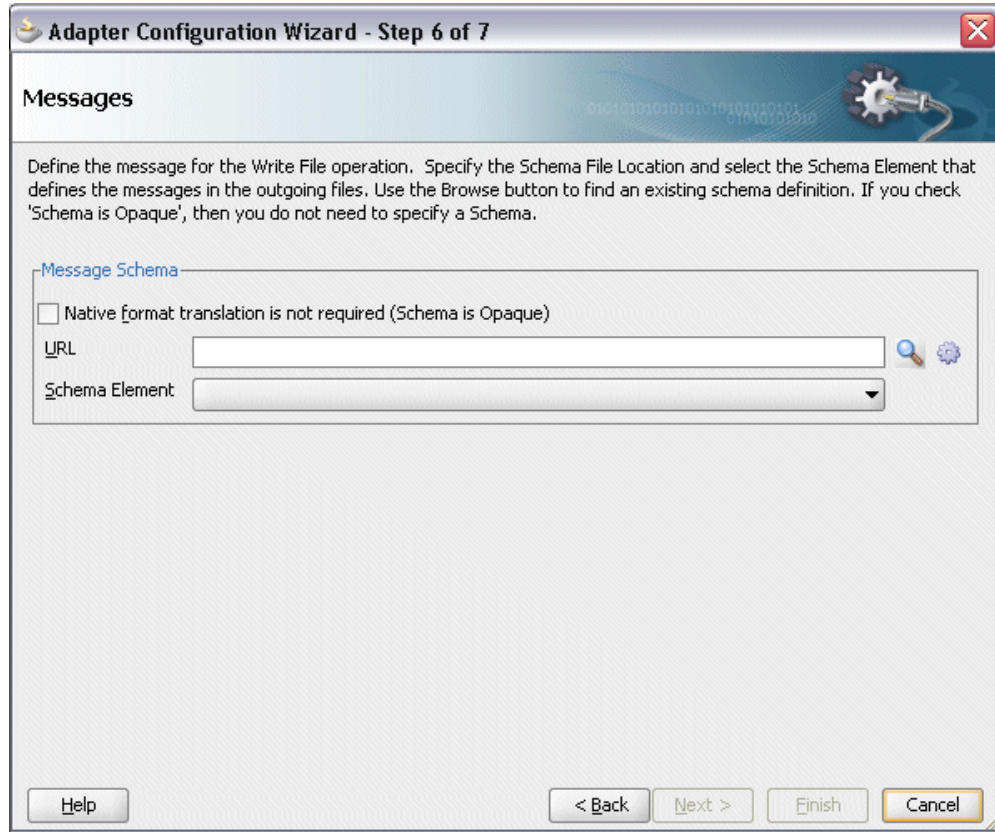 Adapter Configuration Wizard - Step 6 of 7
Messages
Define the message for the Write File operation.  Specify the Schema File Location and select the Schema Element that
defines the messages in the outgoing files. Use the Browse button to find an existing schema definition. If you check
'Schema is Opaque', then you do not need to specify a Schema.
Message Schema
Native format translation is not required (Schema is Opaque)
URL
Schema Element
Help
< Back
Next >
Finish
Cancel